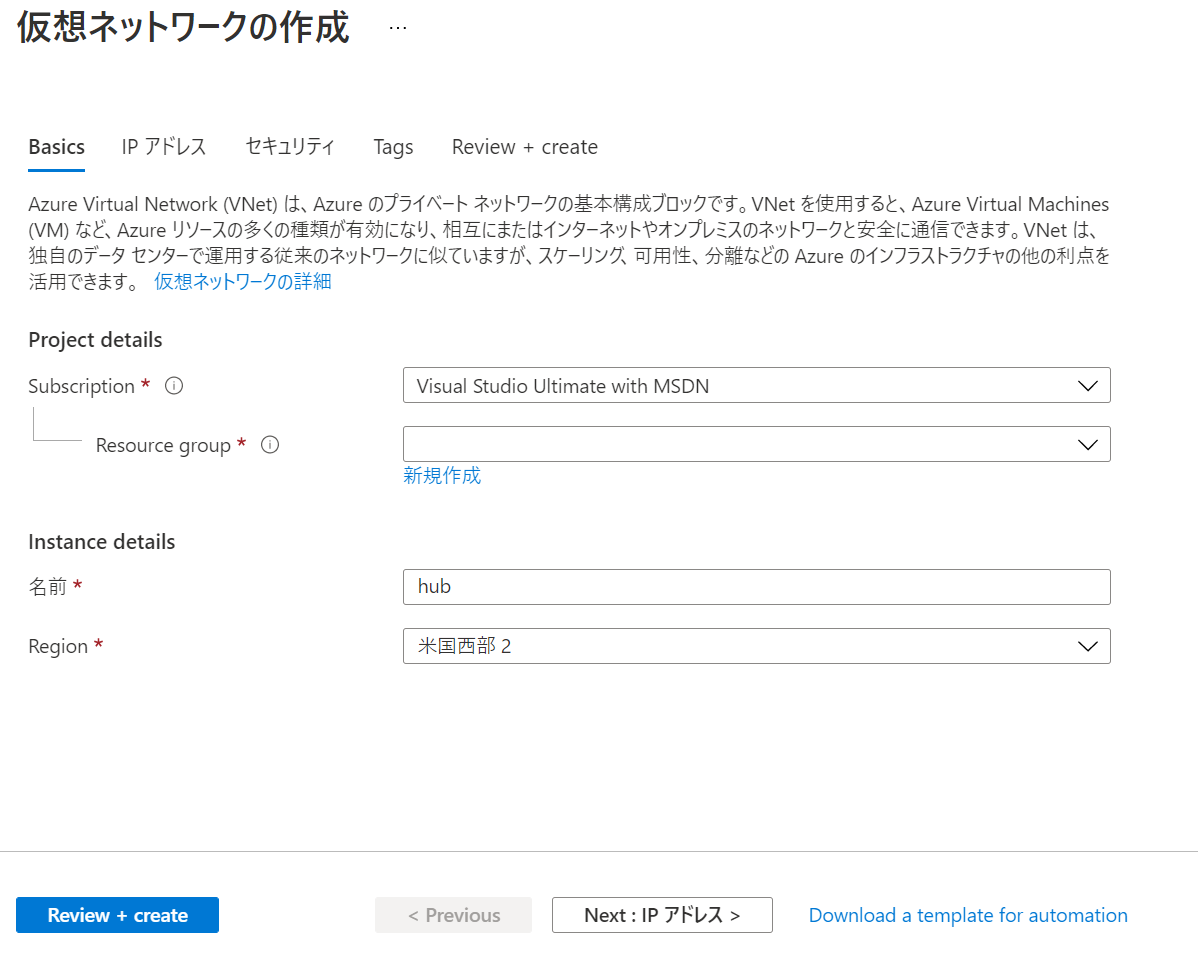 仮想ネットワークの作成 …
Basics IP アドレス セキュリティ Tags Review + create
Azure Virtual Network (VNet) は、Azure のプライベート ネットワークの基本構成ブロックです。VNet を使用すると、Azure Virtual Machines
(VM) など、Azure リソースの多くの種類が有効になり、相互にまたはインターネットやオンプレミスのネットワークと安全に通信できます。VNet は、
独自のデータ センターで運用する従来のネットワークに似ていますが、スケーリング、可用性、分離などの Azure のインフラストラクチャの他の利点を
活用できます。 仮想ネットワークの詳細
Project details
Subscription * Visual Studio Ultimate with MSDN
Resource group *
新規作成
Instance details
名前 * hub
Region * 米国西部 2
Review + create < Previous Next : IP アドレス > Download a template for automation